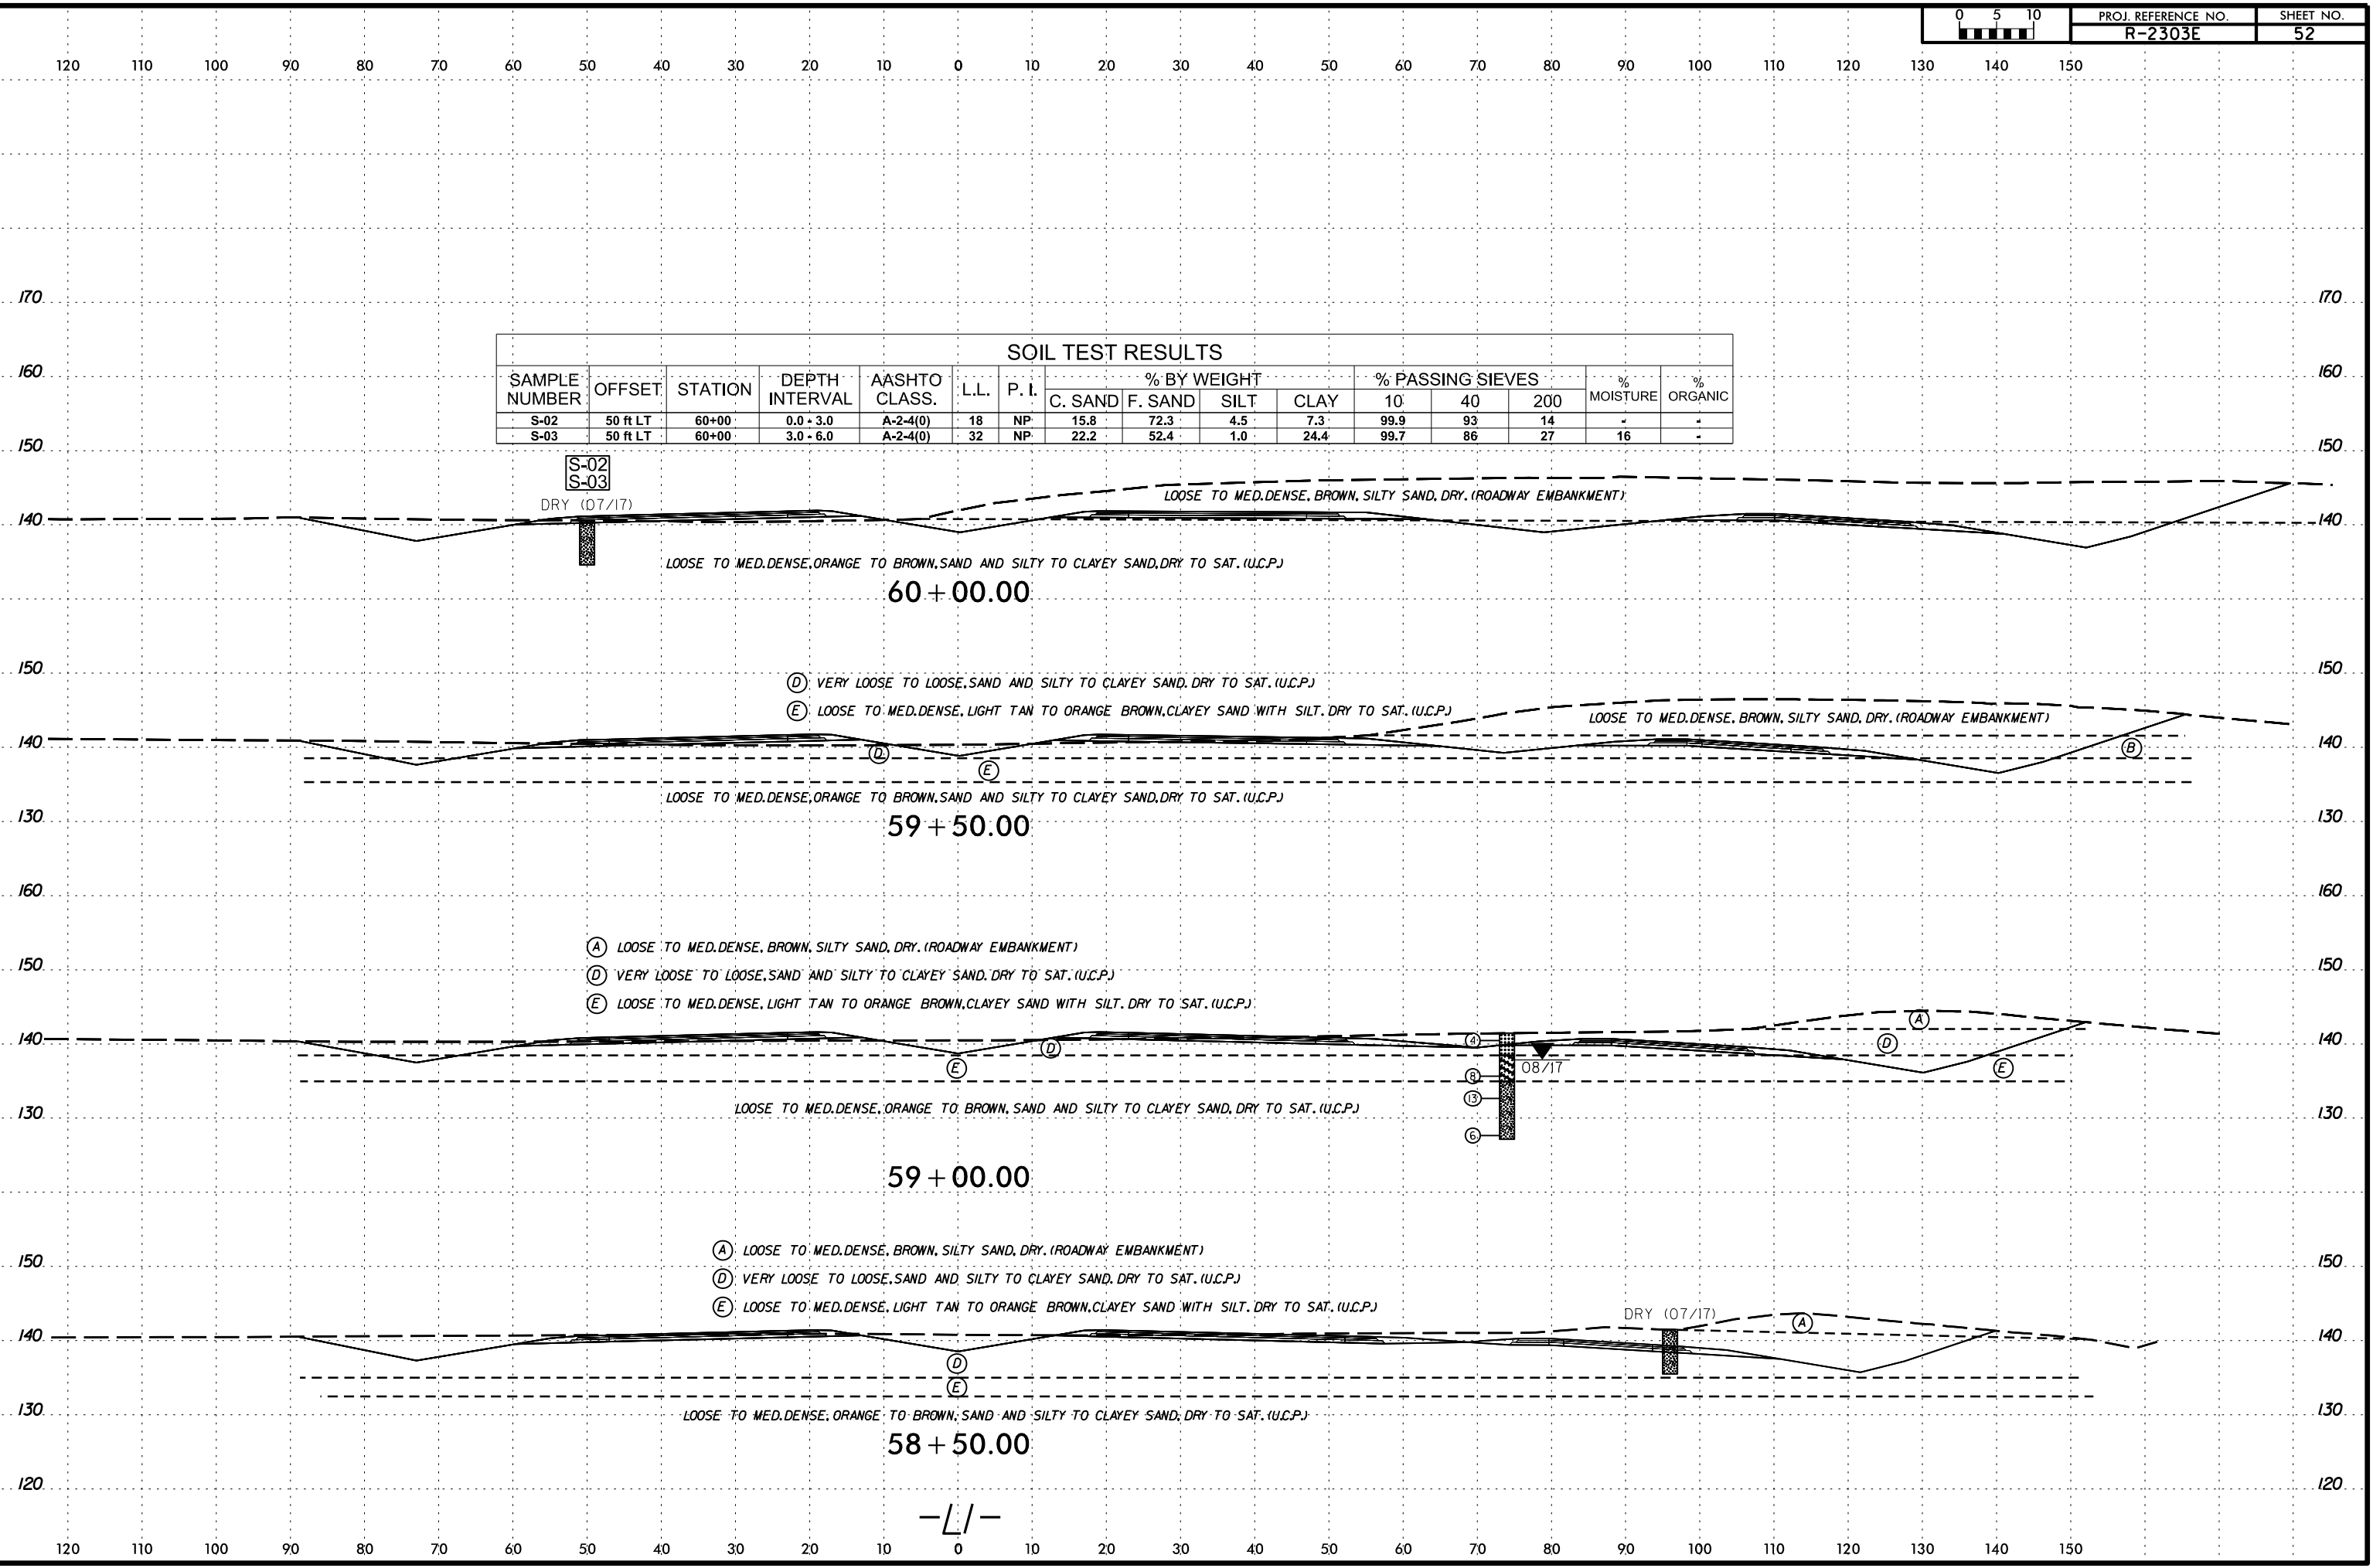 0 5 10
PROJ. REFERENCE NO. SHEET NO.
R-2303E 52
120 110 100 90 80 70 60 50 40 30 20 10 0 10 20 30 40 50 60 70 80 90 100 110 120 130 140 150
170 170
SOIL TEST RESULTS
160 160
SAMPLE NUMBER OFFSET STATION DEPTH INTERVAL AASHTO CLASS. L.L. P.I. % BY WEIGHT % PASSING SIEVES % MOISTURE % ORGANIC
C. SAND F. SAND SILT CLAY 10 40 200
S-02 50 ft LT 60+00 0.0 - 3.0 A-2-4(0) 18 NP 15.8 72.3 4.5 7.3 99.9 93 14 - -
S-03 50 ft LT 60+00 3.0 - 6.0 A-2-4(0) 32 NP 22.2 52.4 1.0 24.4 99.7 86 27 16 -
150 150
S-02
S-03
DRY (07/17)
LOOSE TO MED.DENSE, BROWN, SILTY SAND, DRY. (ROADWAY EMBANKMENT)
140 140
LOOSE TO MED.DENSE,ORANGE TO BROWN,SAND AND SILTY TO CLAYEY SAND,DRY TO SAT. (U.C.P.)
60+00.00
150 150
D VERY LOOSE TO LOOSE,SAND AND SILTY TO CLAYEY SAND. DRY TO SAT. (U.C.P.)
E LOOSE TO MED.DENSE, LIGHT TAN TO ORANGE BROWN,CLAYEY SAND WITH SILT. DRY TO SAT. (U.C.P.)
LOOSE TO MED.DENSE, BROWN, SILTY SAND, DRY. (ROADWAY EMBANKMENT)
140 140
D B
E
LOOSE TO MED.DENSE,ORANGE TO BROWN,SAND AND SILTY TO CLAYEY SAND,DRY TO SAT. (U.C.P.)
130 130
59+50.00
160 160
A LOOSE TO MED.DENSE, BROWN, SILTY SAND, DRY. (ROADWAY EMBANKMENT)
150 150
D VERY LOOSE TO LOOSE,SAND AND SILTY TO CLAYEY SAND. DRY TO SAT. (U.C.P.)
E LOOSE TO MED.DENSE, LIGHT TAN TO ORANGE BROWN,CLAYEY SAND WITH SILT. DRY TO SAT. (U.C.P.)
A
140 4 D 140
D
E 08/17 E
8
13
LOOSE TO MED.DENSE, ORANGE TO BROWN, SAND AND SILTY TO CLAYEY SAND, DRY TO SAT. (U.C.P.)
130 130
6
59+00.00
A LOOSE TO MED.DENSE, BROWN, SILTY SAND, DRY. (ROADWAY EMBANKMENT)
150 150
D VERY LOOSE TO LOOSE,SAND AND SILTY TO CLAYEY SAND. DRY TO SAT. (U.C.P.)
E LOOSE TO MED.DENSE, LIGHT TAN TO ORANGE BROWN,CLAYEY SAND WITH SILT. DRY TO SAT. (U.C.P.)
DRY (07/17)
A
140 140
D
E
130 130
LOOSE TO MED.DENSE, ORANGE TO BROWN, SAND AND SILTY TO CLAYEY SAND, DRY TO SAT. (U.C.P.)
58+50.00
120 120
-L1-
120 110 100 90 80 70 60 50 40 30 20 10 0 10 20 30 40 50 60 70 80 90 100 110 120 130 140 150